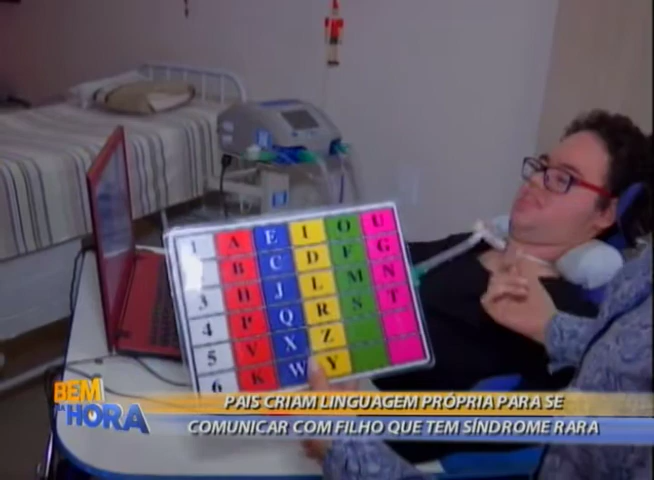 1 A E I O U
B C D F G
3 H J L M N
4 P Q R S T
5 V X Z
6 K W Y
PAIS CRIAM LINGUAGEM PRÓPRIA PARA SE
BEM NA HORA
COMUNICAR COM FILHO QUE TEM SÍNDROME RARA